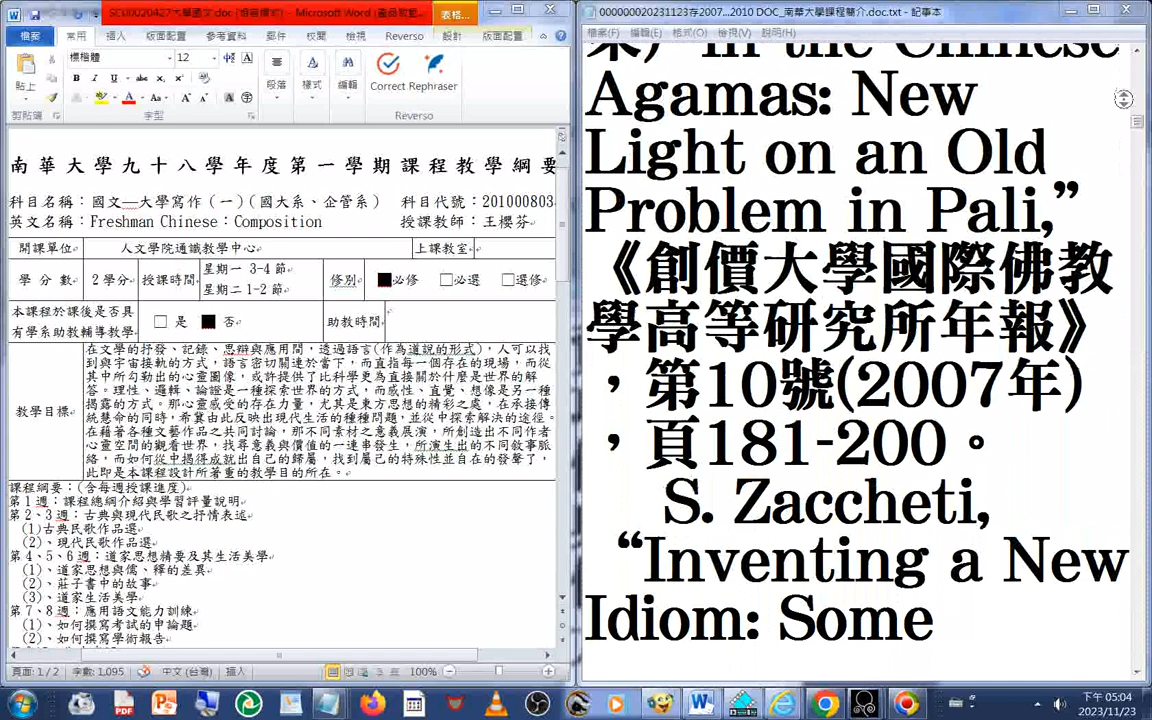 SC00020427大學國文.doc [相容模式] - Microsoft Word (產品啟動...
表格...
檔案 常用 插入 版面配置 參考資料 郵件 校閱 檢視 Reverso 設計 版面配置
標楷體 12
貼上 段落 樣式 編輯 Correct Rephraser
剪貼簿 字型 Reverso
南華大學九十八學年度第一學期課程教學綱要
科目名稱：國文—大學寫作（一）(國大系、企管系) 科目代號：201000803
英文名稱：Freshman Chinese：Composition 授課教師：王櫻芬
開課單位 人文學院通識教學中心 上課教室
學 分 數 2 學分 授課時間 星期一 3-4 節 修別 必修 必選 選修
星期二 1-2 節
本課程於課後是否具
有學系助教輔導教學 是 否 助教時間
教學目標
在文學的抒發、記錄、思辯與應用間，透過語言(作為道說的形式)，人可以找
到與宇宙接軌的方式，語言密切關連於當下，而直指每一個存在的現場，而從
其中所勾勒出的心靈圖像，或許提供了比科學更為直接關於什麼是世界的解
答。理性、邏輯、論證是一種探索世界的方式，而感性、直覺、想像是另一種
揭露的方式。那心靈感受的存在力量，尤其是東方思想的精彩之處，在承接傳
統慧命的同時，希冀由此反映出現代生活的種種問題，並從中探索解決的途徑。
在藉著各種文藝作品之共同討論，那不同素材之意義展演，所創造出不同作者
心靈空間的觀看世界，找尋意義與價值的一連串發生，所演生出的不同敘事脈
絡，而如何從中揭得成就出自己的歸屬，找到屬己的特殊性並自在的發聲了，
此即是本課程設計所著重的教學目的所在。
課程綱要：(含每週授課進度)
第 1 週：課程總綱介紹與學習評量說明
第 2、3 週：古典與現代民歌之抒情表述
(1)古典民歌作品選
(2)、現代民歌作品選
第 4、5、6 週：道家思想精要及其生活美學
(1)、道家思想與儒、釋的差異
(2)、莊子書中的故事
(3)、道家生活美學
第 7、8 週：應用語文能力訓練
(1)、如何撰寫考試的申論題
(2)、如何撰寫學術報告
頁面: 1 / 2 字數: 1,095 中文 (台灣) 插入 100%
000000020231123存2007...2010 DOC_南華大學課程簡介.doc.txt - 記事本
檔案(F) 編輯(E) 格式(O) 檢視(V) 說明(H)
來）in the Chinese
Agamas: New
Light on an Old
Problem in Pali,”
《創價大學國際佛教
學高等研究所年報》
，第10號(2007年)
，頁181-200。
S. Zaccheti,
“Inventing a New
Idiom: Some
下午 05:04
2023/11/23